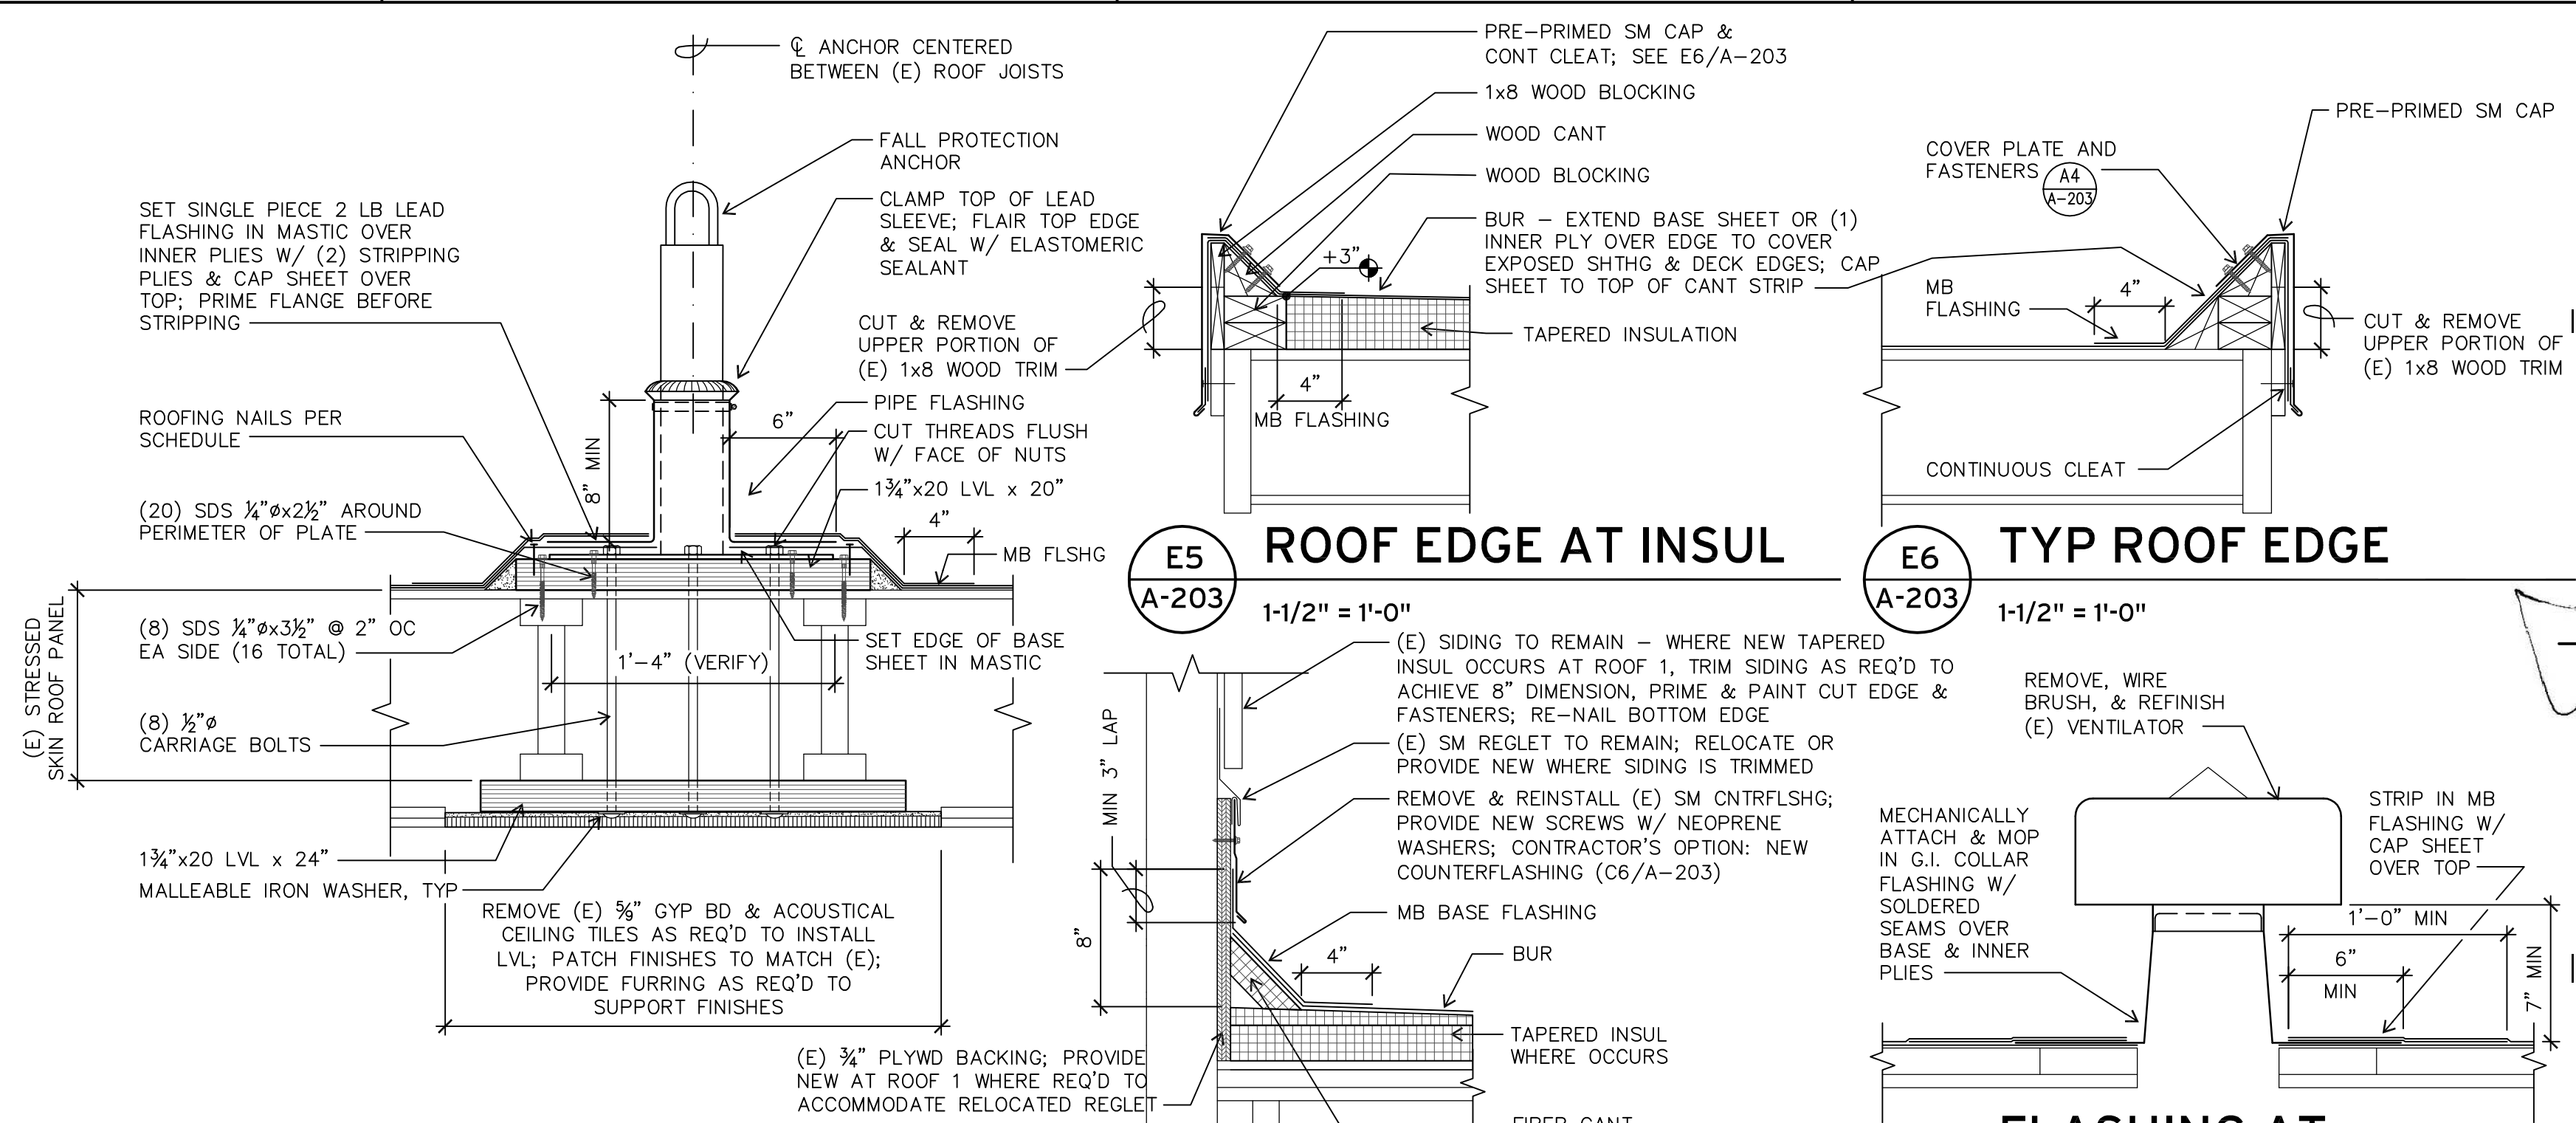 ℄ ANCHOR CENTERED
BETWEEN (E) ROOF JOISTS
FALL PROTECTION
ANCHOR
CLAMP TOP OF LEAD
SLEEVE; FLAIR TOP EDGE
& SEAL W/ ELASTOMERIC
SEALANT
SET SINGLE PIECE 2 LB LEAD
FLASHING IN MASTIC OVER
INNER PLIES W/ (2) STRIPPING
PLIES & CAP SHEET OVER
TOP; PRIME FLANGE BEFORE
STRIPPING
ROOFING NAILS PER
SCHEDULE
(20) SDS ¼"øx2½" AROUND
PERIMETER OF PLATE
(E) STRESSED
SKIN ROOF PANEL
(8) SDS ¼"øx3½" @ 2" OC
EA SIDE (16 TOTAL)
(8) ½"ø
CARRIAGE BOLTS
1¾"x20 LVL x 24"
MALLEABLE IRON WASHER, TYP
8" MIN
6"
PIPE FLASHING
CUT THREADS FLUSH
W/ FACE OF NUTS
1¾"x20 LVL x 20"
4"
MB FLSHG
SET EDGE OF BASE
SHEET IN MASTIC
1'-4" (VERIFY)
REMOVE (E) ⅝" GYP BD & ACOUSTICAL
CEILING TILES AS REQ'D TO INSTALL
LVL; PATCH FINISHES TO MATCH (E);
PROVIDE FURRING AS REQ'D TO
SUPPORT FINISHES
PRE-PRIMED SM CAP &
CONT CLEAT; SEE E6/A-203
1x8 WOOD BLOCKING
WOOD CANT
WOOD BLOCKING
BUR - EXTEND BASE SHEET OR (1)
INNER PLY OVER EDGE TO COVER
EXPOSED SHTHG & DECK EDGES; CAP
SHEET TO TOP OF CANT STRIP
+3"
TAPERED INSULATION
CUT & REMOVE
UPPER PORTION OF
(E) 1x8 WOOD TRIM
4"
MB FLASHING
E5
A-203
ROOF EDGE AT INSUL
1-1/2" = 1'-0"
PRE-PRIMED SM CAP
COVER PLATE AND
FASTENERS
A4
A-203
MB
FLASHING
4"
CUT & REMOVE
UPPER PORTION OF
(E) 1x8 WOOD TRIM
CONTINUOUS CLEAT
E6
A-203
TYP ROOF EDGE
1-1/2" = 1'-0"
(E) SIDING TO REMAIN - WHERE NEW TAPERED
INSUL OCCURS AT ROOF 1, TRIM SIDING AS REQ'D TO
ACHIEVE 8" DIMENSION, PRIME & PAINT CUT EDGE &
FASTENERS; RE-NAIL BOTTOM EDGE
(E) SM REGLET TO REMAIN; RELOCATE OR
PROVIDE NEW WHERE SIDING IS TRIMMED
REMOVE & REINSTALL (E) SM CNTRFLSHG;
PROVIDE NEW SCREWS W/ NEOPRENE
WASHERS; CONTRACTOR'S OPTION: NEW
COUNTERFLASHING (C6/A-203)
MB BASE FLASHING
MIN 3" LAP
8"
4"
BUR
TAPERED INSUL
WHERE OCCURS
(E) ¾" PLYWD BACKING; PROVIDE
NEW AT ROOF 1 WHERE REQ'D TO
ACCOMMODATE RELOCATED REGLET
FIBER CANT
REMOVE, WIRE
BRUSH, & REFINISH
(E) VENTILATOR
MECHANICALLY
ATTACH & MOP
IN G.I. COLLAR
FLASHING W/
SOLDERED
SEAMS OVER
BASE & INNER
PLIES
STRIP IN MB
FLASHING W/
CAP SHEET
OVER TOP
1'-0" MIN
6"
MIN
7" MIN
FLASHING AT